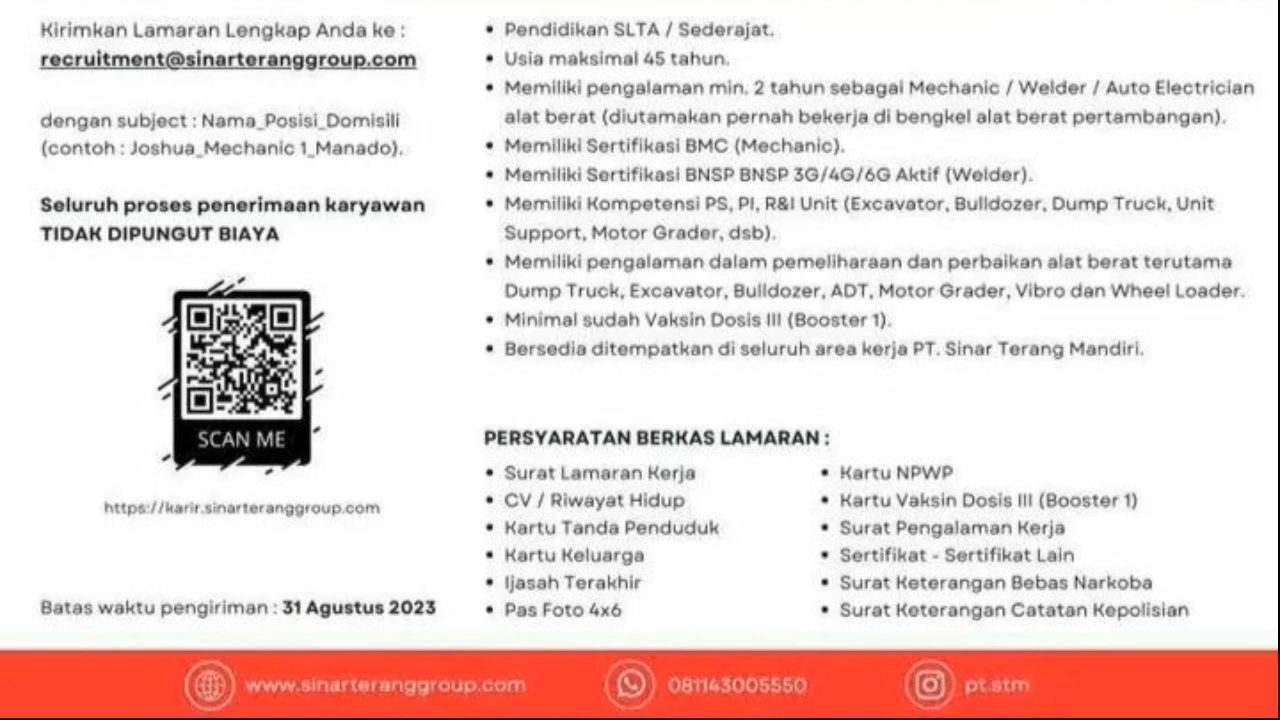 Kirimkan Lamaran Lengkap Anda ke :
recruitment@sinarteranggroup.com
dengan subject : Nama_Posisi_Domisili
(contoh : Joshua_Mechanic 1_Manado).
Seluruh proses penerimaan karyawan
TIDAK DIPUNGUT BIAYA
SCAN ME
https://karir.sinarteranggroup.com
Batas waktu pengiriman : 31 Agustus 2023
• Pendidikan SLTA / Sederajat.
• Usia maksimal 45 tahun.
• Memiliki pengalaman min. 2 tahun sebagai Mechanic / Welder / Auto Electrician
alat berat (diutamakan pernah bekerja di bengkel alat berat pertambangan).
• Memiliki Sertifikasi BMC (Mechanic).
• Memiliki Sertifikasi BNSP BNSP 3G/4G/6G Aktif (Welder).
• Memiliki Kompetensi PS, PI, R&I Unit (Excavator, Bulldozer, Dump Truck, Unit
Support, Motor Grader, dsb).
• Memiliki pengalaman dalam pemeliharaan dan perbaikan alat berat terutama
Dump Truck, Excavator, Bulldozer, ADT, Motor Grader, Vibro dan Wheel Loader.
• Minimal sudah Vaksin Dosis III (Booster 1).
• Bersedia ditempatkan di seluruh area kerja PT. Sinar Terang Mandiri.
PERSYARATAN BERKAS LAMARAN :
• Surat Lamaran Kerja
• CV / Riwayat Hidup
• Kartu Tanda Penduduk
• Kartu Keluarga
• Ijasah Terakhir
• Pas Foto 4x6
• Kartu NPWP
• Kartu Vaksin Dosis III (Booster 1)
• Surat Pengalaman Kerja
• Sertifikat - Sertifikat Lain
• Surat Keterangan Bebas Narkoba
• Surat Keterangan Catatan Kepolisian
www.sinarteranggroup.com
081143005550
pt.stm